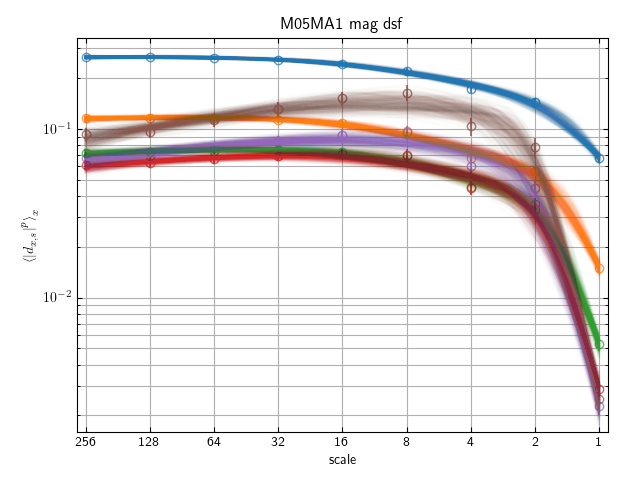 M05MA1 mag dsf
⟨|d_{x,s}|^p⟩_x
10^{-1}
10^{-2}
256 128 64 32 16 8 4 2 1
scale